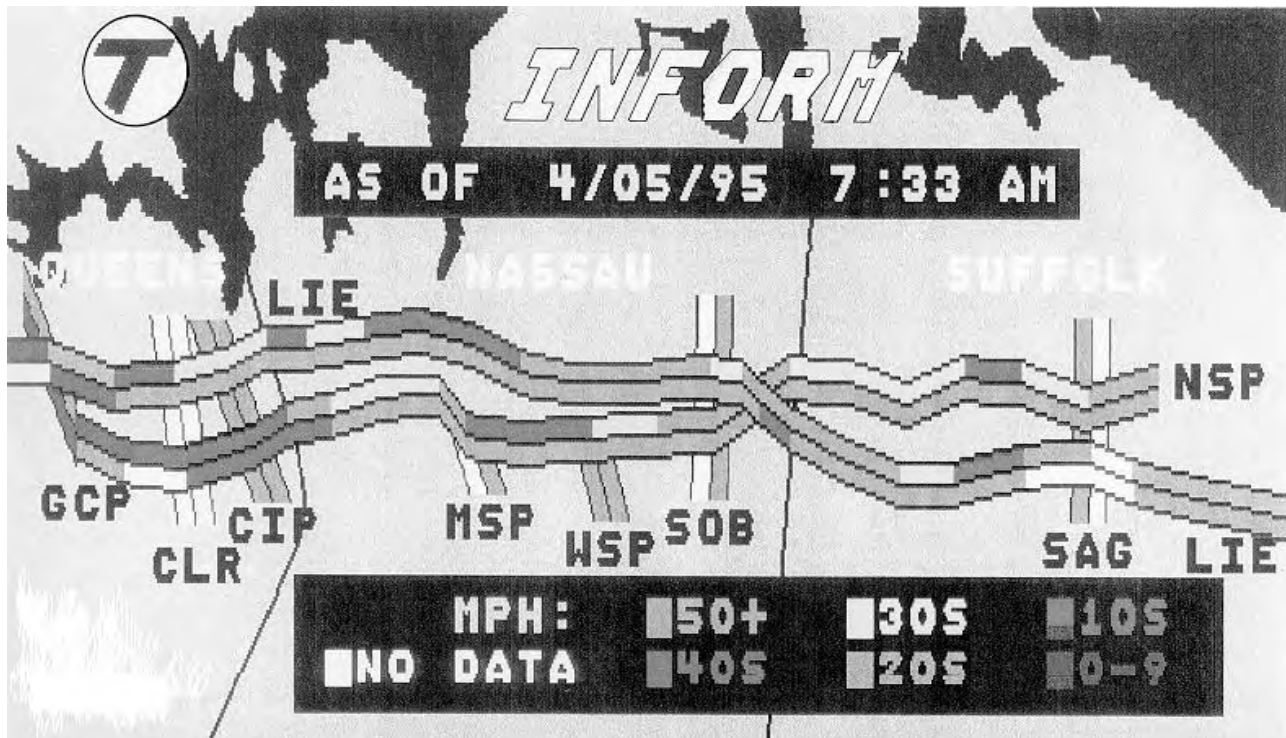 T INFORM
AS OF 4/05/95 7:33 AM
QUEENS NASSAU SUFFOLK
LIE
NSP
GCP CIP MSP SOB
CLR WSP SAG LIE
MPH: 50+ 30S 10S
NO DATA 40S 20S 0-9